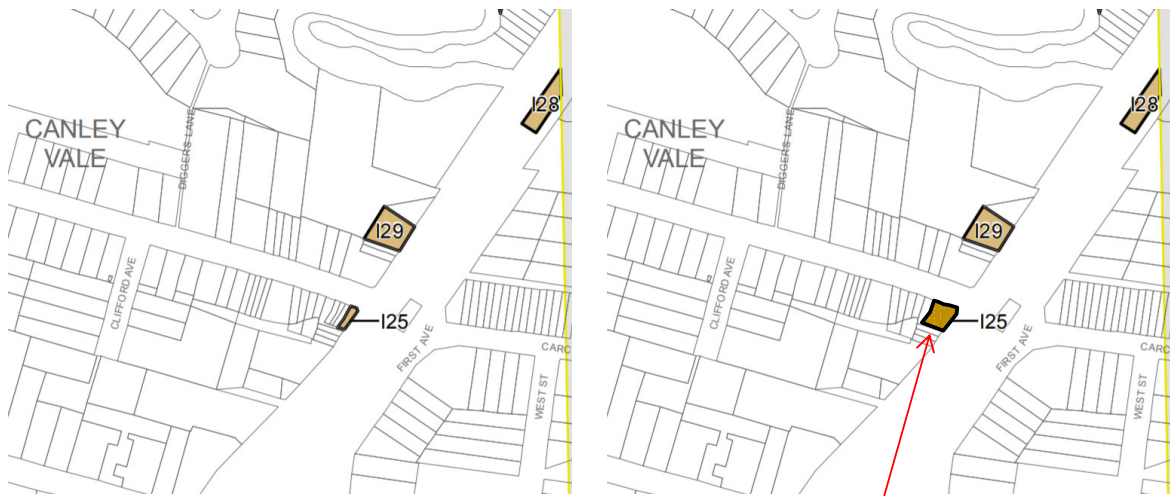 I28
CANLEY
VALE
DIGGERS LANE
I29
CLIFFORD AVE
I25
FIRST AVE
CARC
WEST ST
I28
CANLEY
VALE
DIGGERS LANE
I29
CLIFFORD AVE
I25
FIRST AVE
CARC
WEST ST